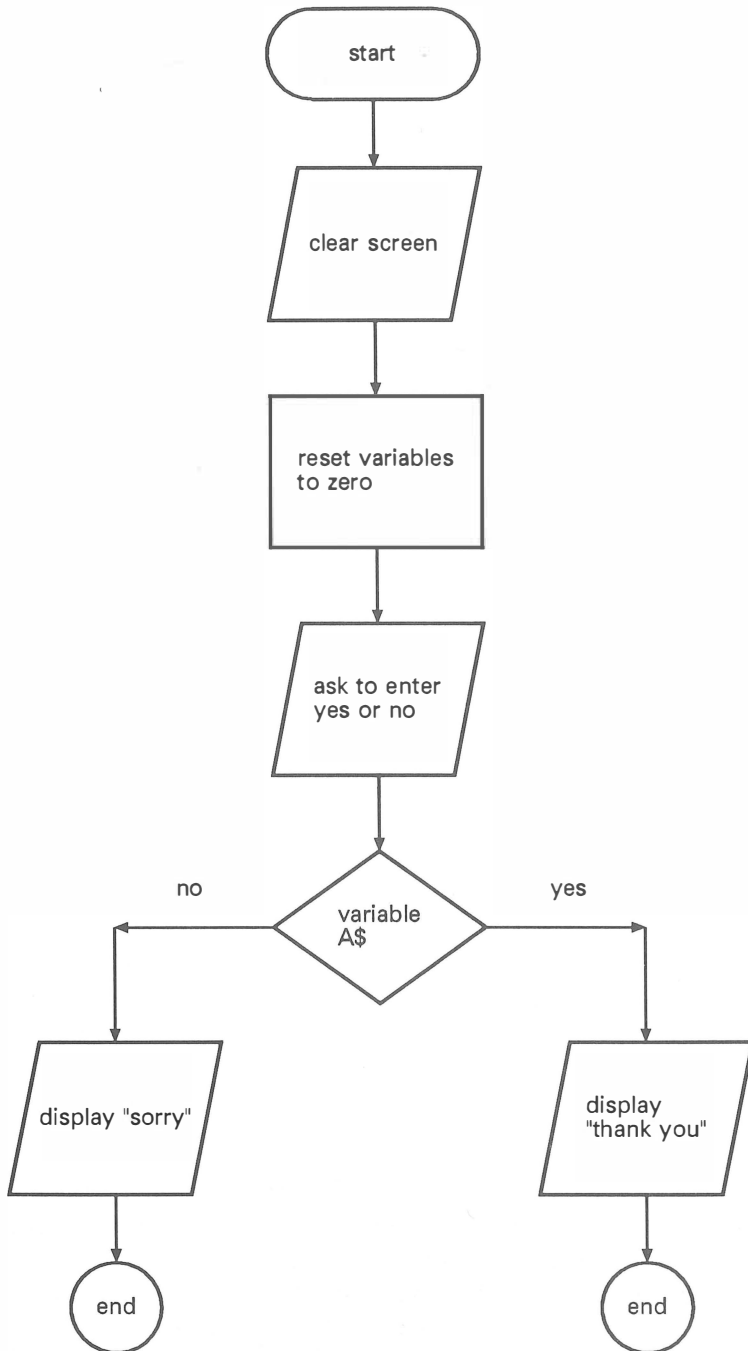 start
clear screen
reset variables
to zero
ask to enter
yes or no
no
yes
variable
A$
display "sorry"
display
"thank you"
end
end